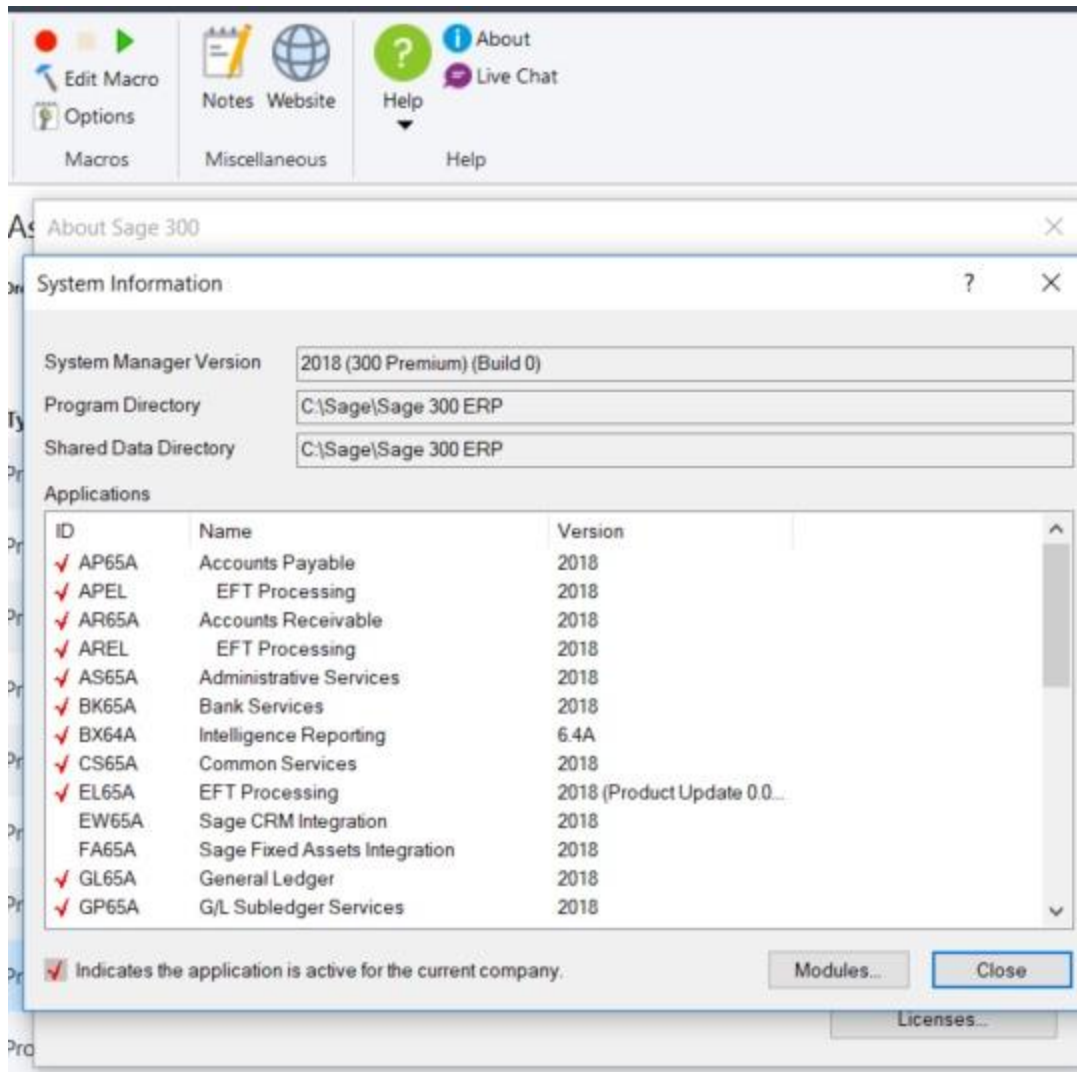 About
Edit Macro
Notes Website
Help
Live Chat
Options
Macros
Miscellaneous
Help
About Sage 300
System Information
?
System Manager Version 2018 (300 Premium) (Build 0)
Program Directory C:\Sage\Sage 300 ERP
Shared Data Directory C:\Sage\Sage 300 ERP
Applications
ID Name Version
AP65A Accounts Payable 2018
APEL EFT Processing 2018
AR65A Accounts Receivable 2018
AREL EFT Processing 2018
AS65A Administrative Services 2018
BK65A Bank Services 2018
BX64A Intelligence Reporting 6.4A
CS65A Common Services 2018
EL65A EFT Processing 2018 (Product Update 0.0...
EW65A Sage CRM Integration 2018
FA65A Sage Fixed Assets Integration 2018
GL65A General Ledger 2018
GP65A G/L Subledger Services 2018
Indicates the application is active for the current company.
Modules... Close
Licenses...